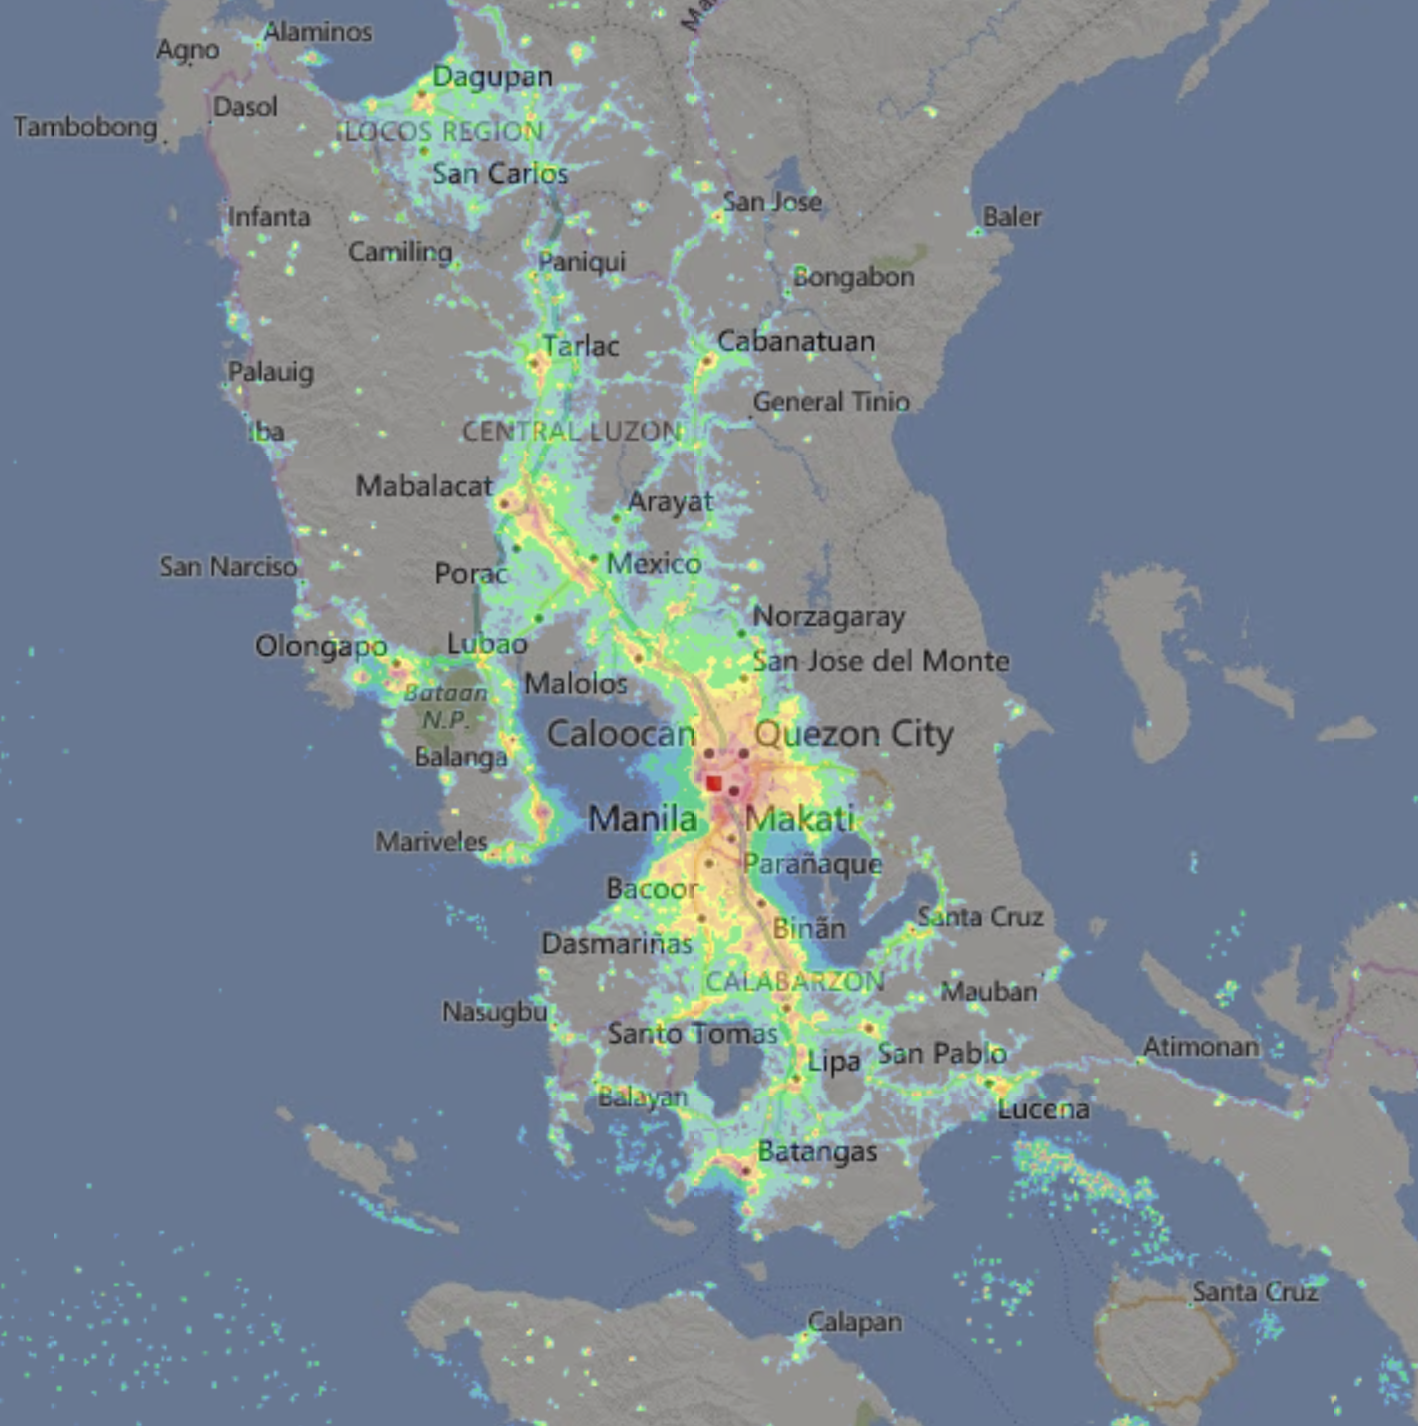 Alaminos
Agno
Dagupan
Dasol
Tambobong
ILOCOS REGION
San Carlos
San Jose
Infanta
Baler
Camiling
Paniqui
Bongabon
Cabanatuan
Tarlac
Palauig
General Tinio
Iba
CENTRAL LUZON
Mabalacat
Arayat
San Narciso
Mexico
Porac
Norzagaray
Olongapo
Lubao
San Jose del Monte
Malolos
Bataan
N.P.
Caloocan
Quezon City
Balanga
Manila
Makati
Mariveles
Parañaque
Bacoor
Santa Cruz
Binãn
Dasmariñas
CALABARZON
Mauban
Nasugbu
Santo Tomas
Atimonan
Lipa
San Pablo
Balayan
Lucena
Batangas
Santa Cruz
Calapan